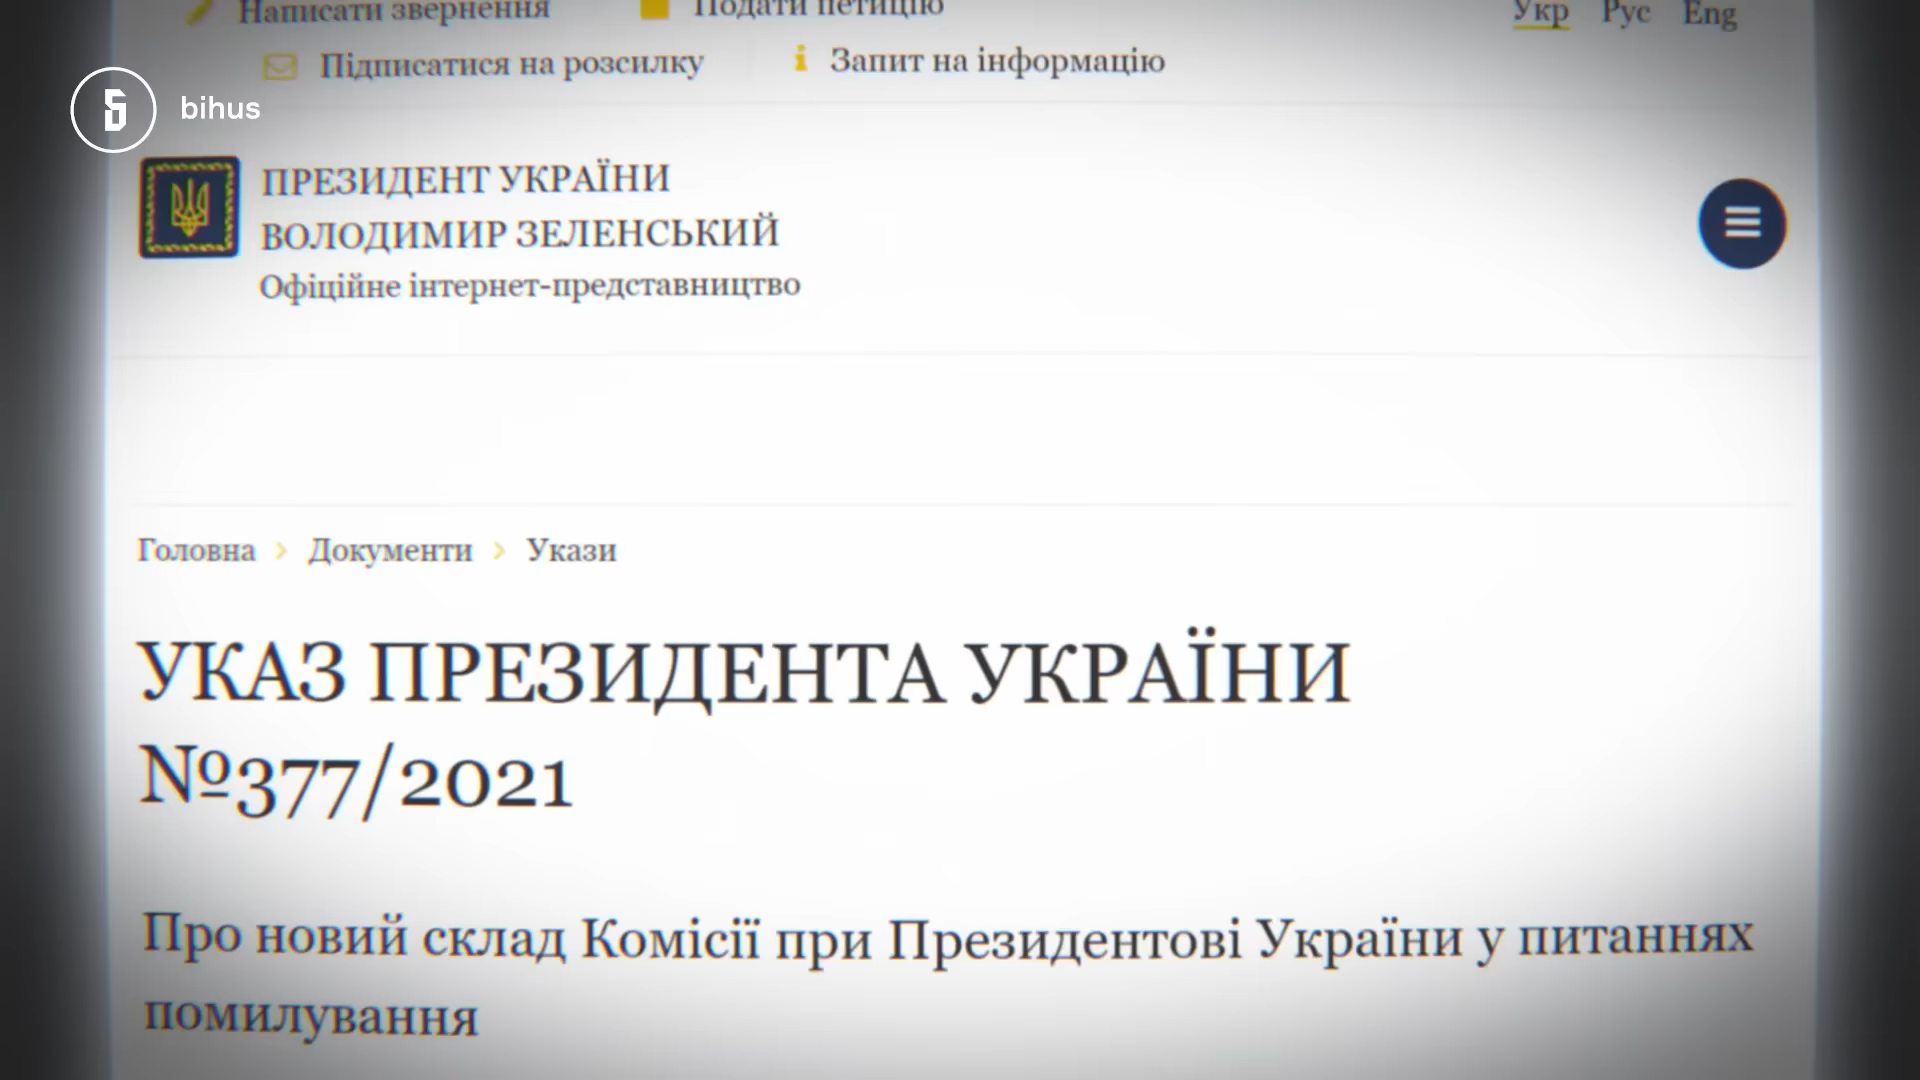 Написати звернення
Подати петицію
Укр Рус Eng
Підписатися на розсилку
Запит на інформацію
bihus
ПРЕЗИДЕНТ УКРАЇНИ
ВОЛОДИМИР ЗЕЛЕНСЬКИЙ
Офіційне інтернет-представництво
Головна > Документи > Укази
УКАЗ ПРЕЗИДЕНТА УКРАЇНИ
№377/2021
Про новий склад Комісії при Президентові України у питаннях
помилування